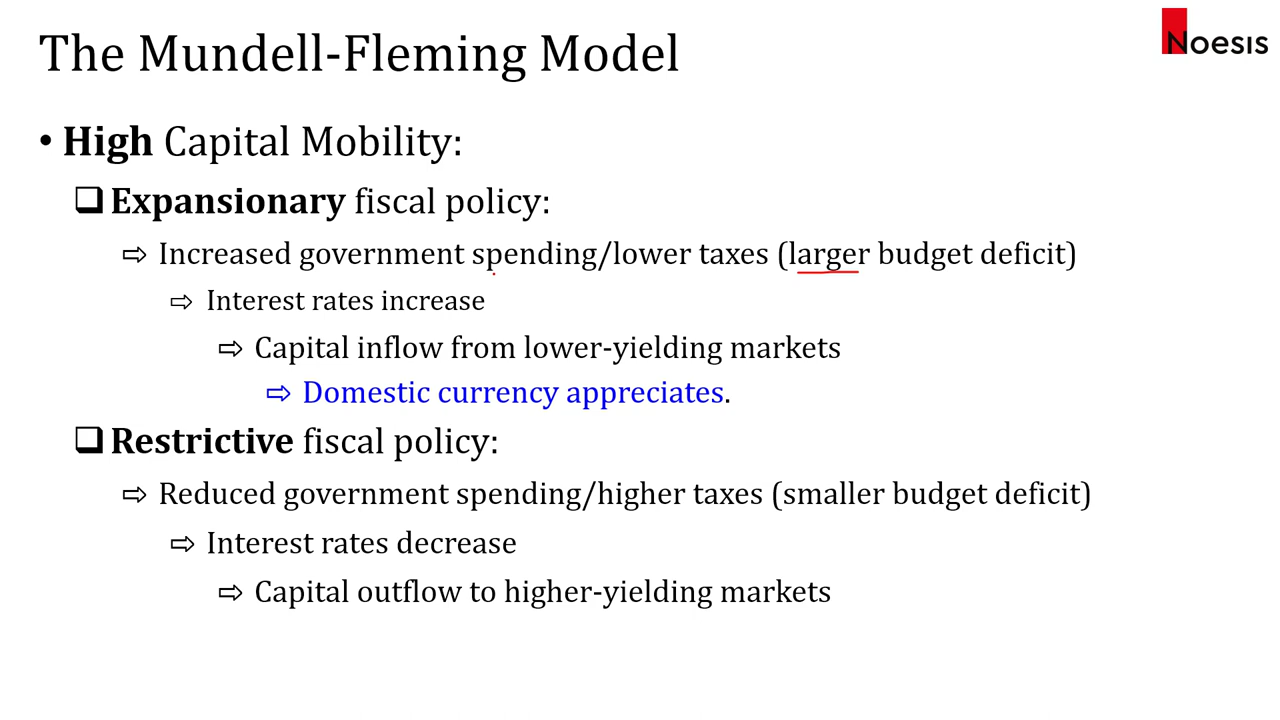 The Mundell-Fleming Model
Noesis
• High Capital Mobility:
❑ Expansionary fiscal policy:
⇨ Increased government spending/lower taxes (larger budget deficit)
⇨ Interest rates increase
⇨ Capital inflow from lower-yielding markets
⇨ Domestic currency appreciates.
❑ Restrictive fiscal policy:
⇨ Reduced government spending/higher taxes (smaller budget deficit)
⇨ Interest rates decrease
⇨ Capital outflow to higher-yielding markets